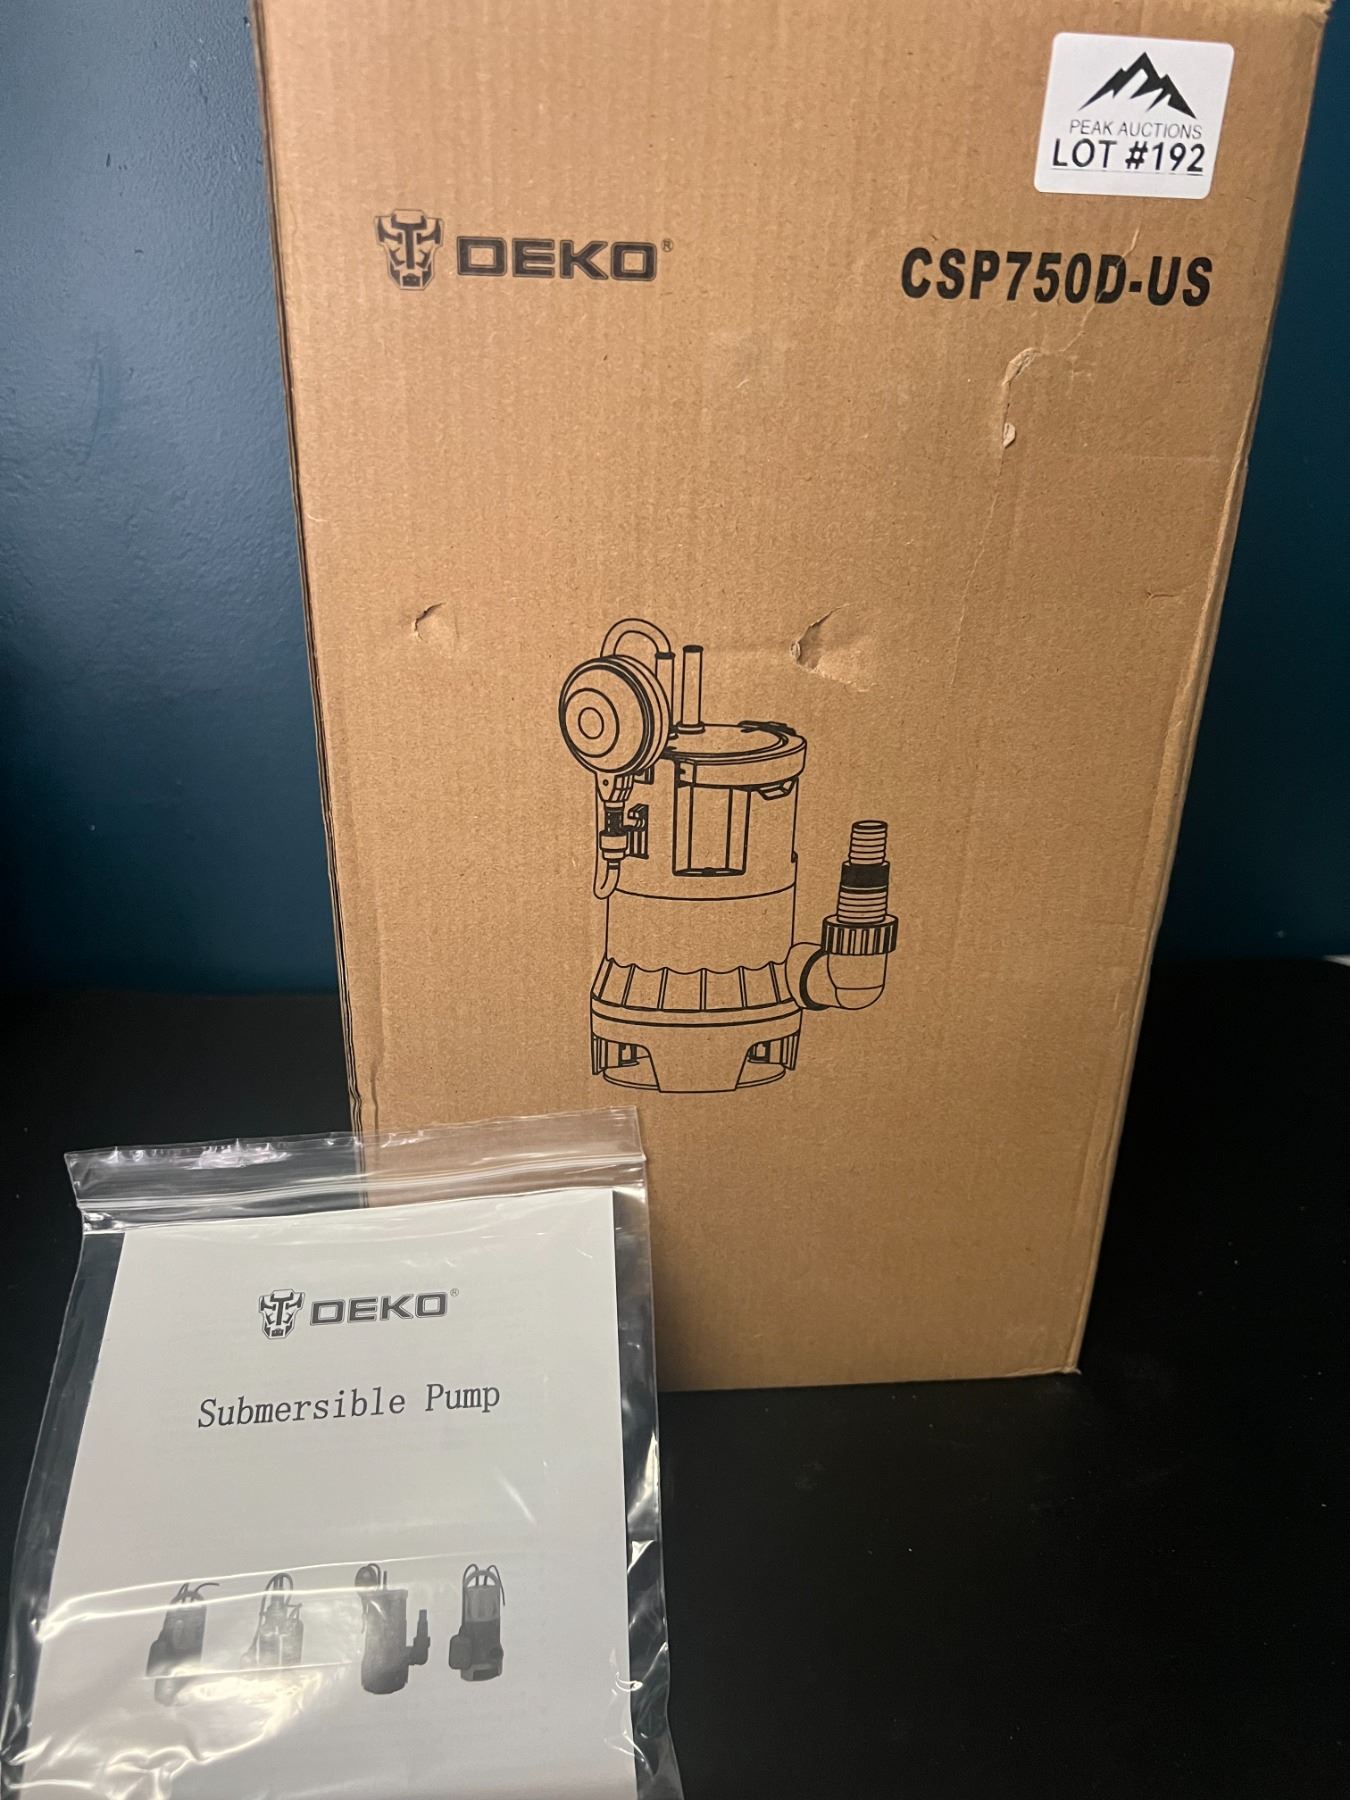 PEAK AUCTIONS
LOT #192
DEKO®
CSP750D-US
DEKO®
Submersible Pump